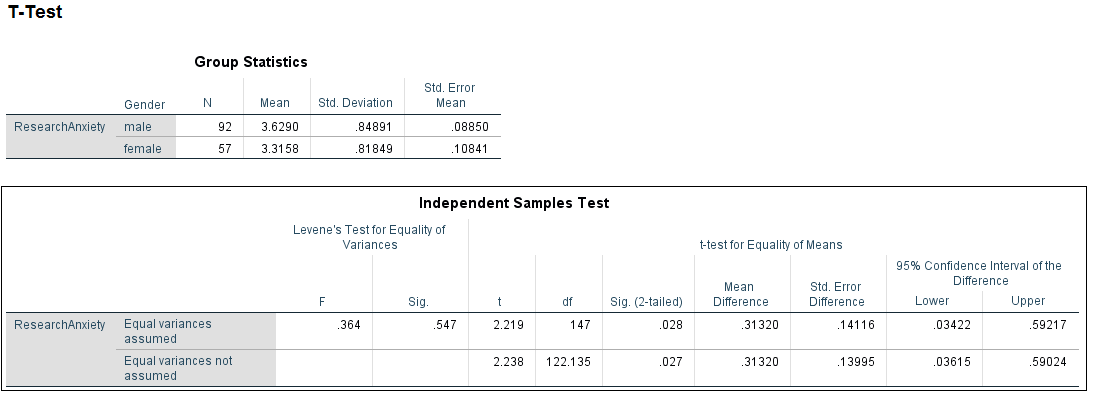 T-Test
Group Statistics
Gender N Mean Std. Deviation Std. Error Mean
ResearchAnxiety male 92 3.6290 .84891 .08850
female 57 3.3158 .81849 .10841
Independent Samples Test
Levene's Test for Equality of Variances t-test for Equality of Means
95% Confidence Interval of the Difference
F Sig. t df Sig. (2-tailed) Mean Difference Std. Error Difference Lower Upper
ResearchAnxiety Equal variances assumed .364 .547 2.219 147 .028 .31320 .14116 .03422 .59217
Equal variances not assumed 2.238 122.135 .027 .31320 .13995 .03615 .59024